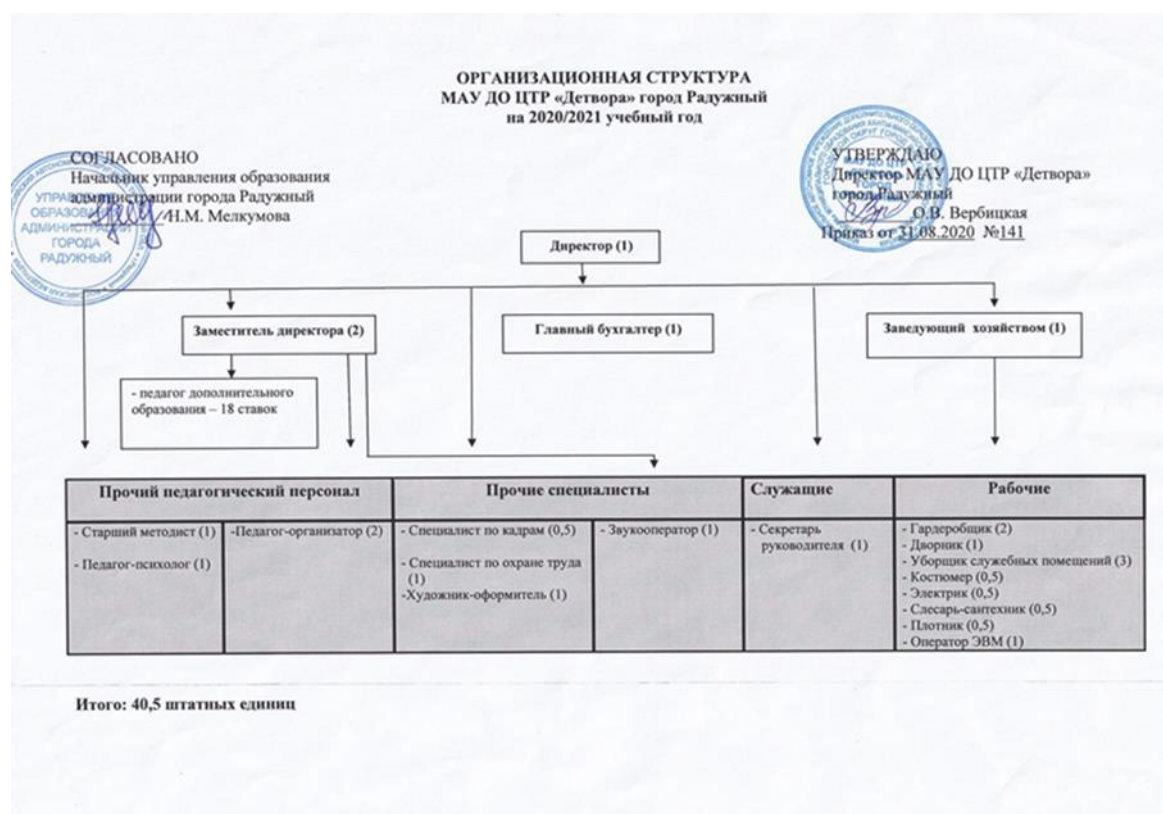 ОРГАНИЗАЦИОННАЯ СТРУКТУРА
МАУ ДО ЦТР «Детвора» город Радужный
на 2020/2021 учебный год
СОГЛАСОВАНО
Начальник управления образования
администрации города Радужный
Н.М. Мелкумова
УПРАВ
ОБРАЗОВА
АДМИНИСТРАЦИИ
ГОРОДА
РАДУЖНЫЙ
УТВЕРЖДАЮ
Директор МАУ ДО ЦТР «Детвора»
город Радужный
О.В. Вербицкая
Приказ от 31.08.2020 №141
Директор (1)
Заместитель директора (2)
Главный бухгалтер (1)
Заведующий хозяйством (1)
- педагог дополнительного
образования – 18 ставок
Прочий педагогический персонал
Прочие специалисты
Служащие
Рабочие
- Старший методист (1)
- Педагог-психолог (1)
-Педагог-организатор (2)
- Специалист по кадрам (0,5)
- Специалист по охране труда
(1)
-Художник-оформитель (1)
- Звукооператор (1)
- Секретарь
руководителя (1)
- Гардеробщик (2)
- Дворник (1)
- Уборщик служебных помещений (3)
- Костюмер (0,5)
- Электрик (0,5)
- Слесарь-сантехник (0,5)
- Плотник (0,5)
- Оператор ЭВМ (1)
Итого: 40,5 штатных единиц